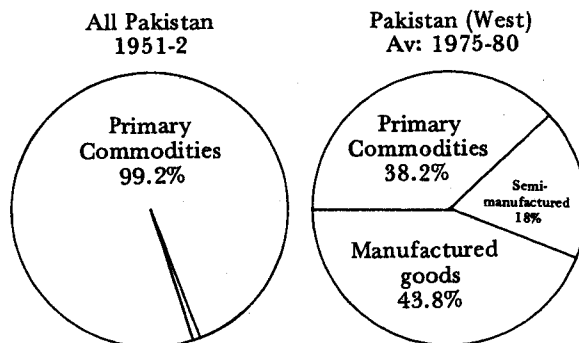 All Pakistan
1951-2
Primary
Commodities
99.2%
Pakistan (West)
Av: 1975-80
Primary
Commodities
38.2%
Semi-
manufactured
18%
Manufactured
goods
43.8%